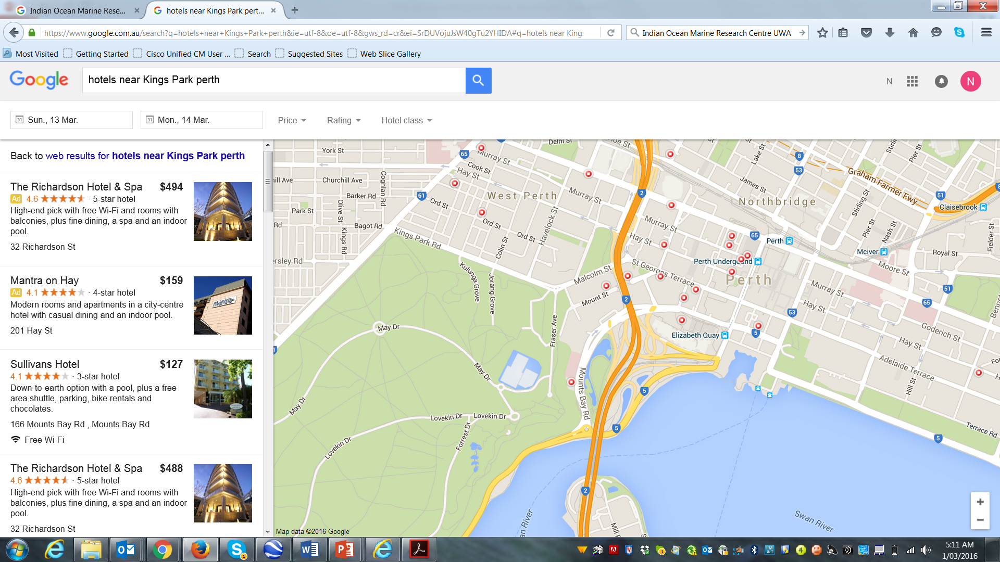 Indian Ocean Marine Rese...
hotels near Kings Park pert...
https://www.google.com.au/search?q=hotels+near+Kings+Park+perth&ie=utf-8&oe=utf-8&gws_rd=cr&ei=SrDUVojuJsW40gTu2YHIDA#q=hotels near Kings
Indian Ocean Marine Research Centre UWA
Most Visited
Getting Started
Cisco Unified CM User ...
Search
Suggested Sites
Web Slice Gallery
Google
hotels near Kings Park perth
N
N
31 Sun., 13 Mar.
31 Mon., 14 Mar.
Price
Rating
Hotel class
Back to web results for hotels near Kings Park perth
The Richardson Hotel & Spa $494
Ad 4.6 · 5-star hotel
High-end pick with free Wi-Fi and rooms with
balconies, plus fine dining, a spa and an indoor
pool.
32 Richardson St
Mantra on Hay $159
Ad 4.1 · 4-star hotel
Modern rooms and apartments in a city-centre
hotel with casual dining and an indoor pool.
201 Hay St
mantra
Sullivans Hotel $127
4.1 · 3-star hotel
Down-to-earth option with a pool, plus a free
area shuttle, parking, bike rentals and
chocolates.
166 Mounts Bay Rd., Mounts Bay Rd
Free Wi-Fi
The Richardson Hotel & Spa $488
4.6 · 5-star hotel
High-end pick with free Wi-Fi and rooms with
balconies, plus fine dining, a spa and an indoor
pool.
32 Richardson St
York St
Delhi St
oe St
65
Murray St
Cook St
Hay St
Lake St
Stirling St
Pier St
8
53
Graham Farmer Fwy
8
ill Ave
Churchill Ave
Coghlan Rd
Barker Rd
61
West Perth
Murray St
2
James St
Northbridge
51
Claisebrook
Park St
Olive St
Ord St
Ord St
Ord St
Havelock St
Murray St
Stirling St
Rd
Bagot Rd
Kings Rd
Kings Park Rd
Colin St
Hay St
65
Perth
Pier St
Nash St
Fielder St
Mciver
Royal St
ersley Rd
Kulunga Grove
Jorang Grove
Malcolm St
St Georges Terrace
Perth Underground
Perth
Moore St
Murray St
51
Mount St
2
Hay St
65
53
Bennet
May Dr
Fraser Ave
Elizabeth Quay
5
Goderich St
Hay St
1
May Dr
Adelaide Terrace
Hill St
Fo
H
Mounts Bay Rd
5
May Dr
Lovekin Dr
Lovekin Dr
5
Forrest Dr
Lovekin Dr
Terrace Rd
5
2
an River
Swan River
Mill P
S
+
−
Map data ©2016 Google
5:11 AM
1/03/2016